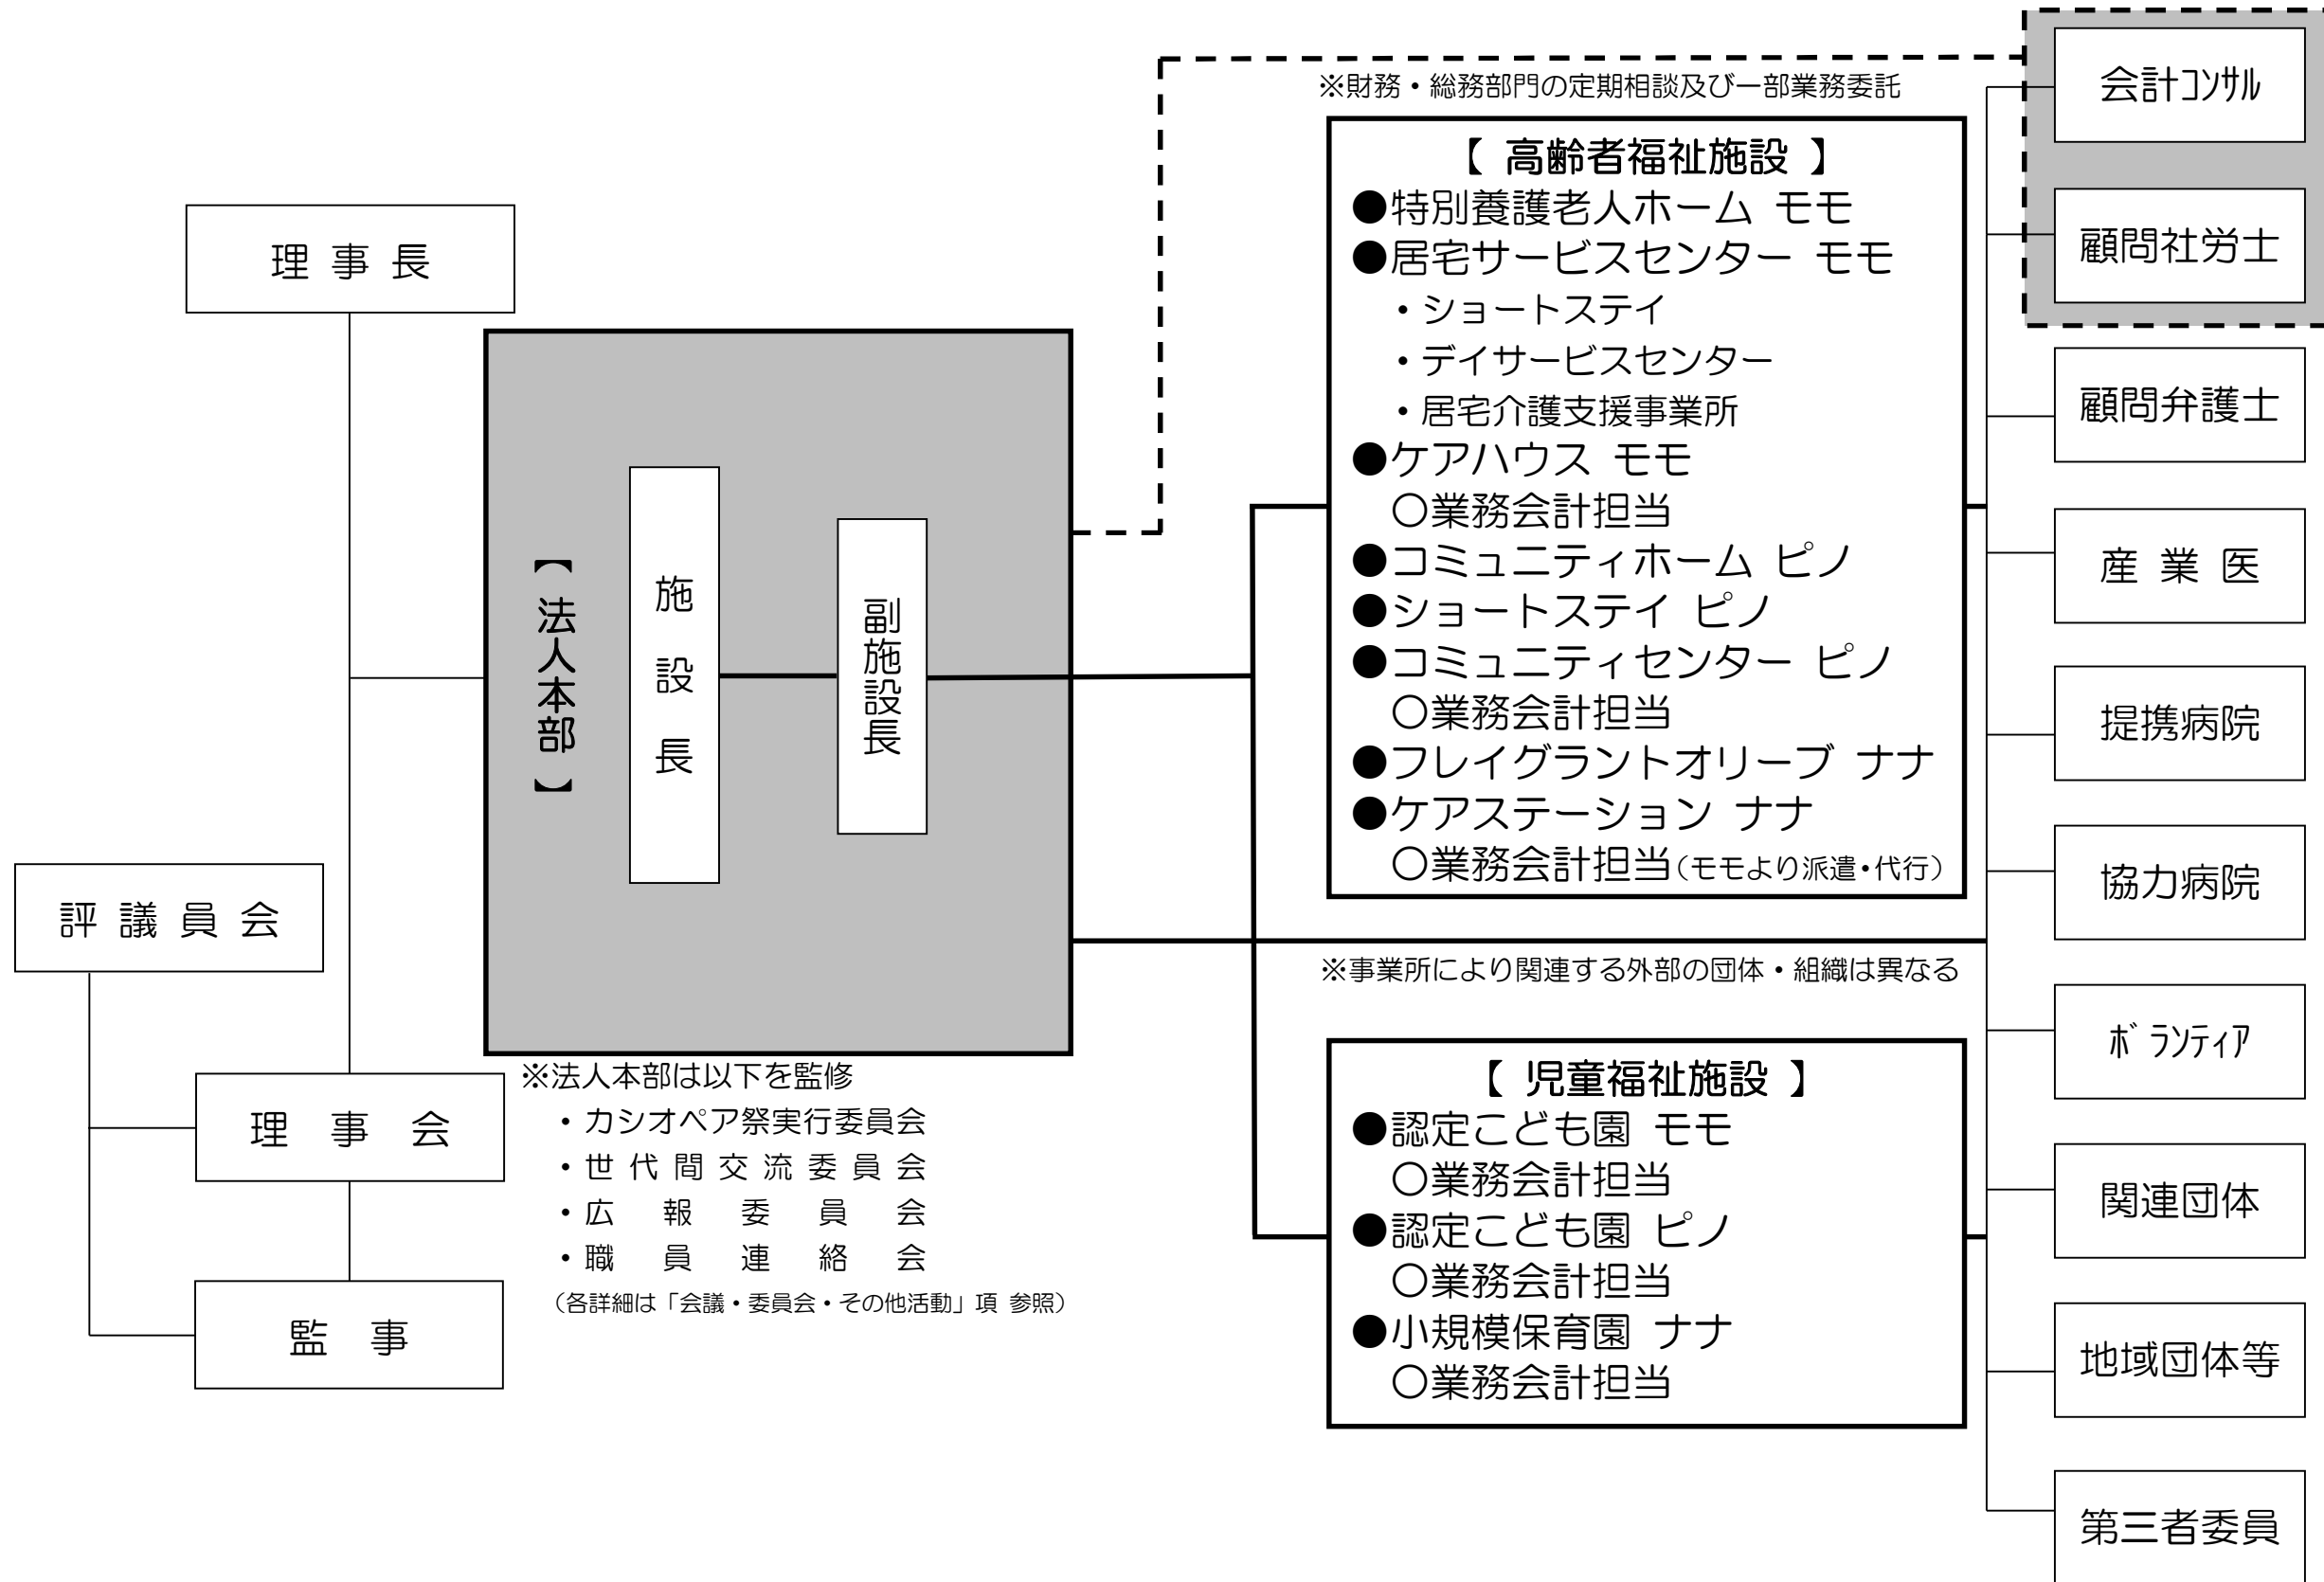 理 事 長
評 議 員 会
理 事 会
監 事
【 法人本部 】
施 設 長
副施設長
※法人本部は以下を監修
・カシオペア祭実行委員会
・世 代 間 交 流 委 員 会
・広 報 委 員 会
・職 員 連 絡 会
（各詳細は「会議・委員会・その他活動」項 参照）
※財務・総務部門の定期相談及び一部業務委託
【 高齢者福祉施設 】
●特別養護老人ホーム モモ
●居宅サービスセンター モモ
・ショートステイ
・デイサービスセンター
・居宅介護支援事業所
●ケアハウス モモ
○業務会計担当
●コミュニティホーム ピノ
●ショートステイ ピノ
●コミュニティセンター ピノ
○業務会計担当
●フレイグラントオリーブ ナナ
●ケアステーション ナナ
○業務会計担当（モモより派遣・代行）
※事業所により関連する外部の団体・組織は異なる
【 児童福祉施設 】
●認定こども園 モモ
○業務会計担当
●認定こども園 ピノ
○業務会計担当
●小規模保育園 ナナ
○業務会計担当
会計ｺﾝｻﾙ
顧問社労士
顧問弁護士
産 業 医
提携病院
協力病院
ﾎﾞﾗﾝﾃｨｱ
関連団体
地域団体等
第三者委員